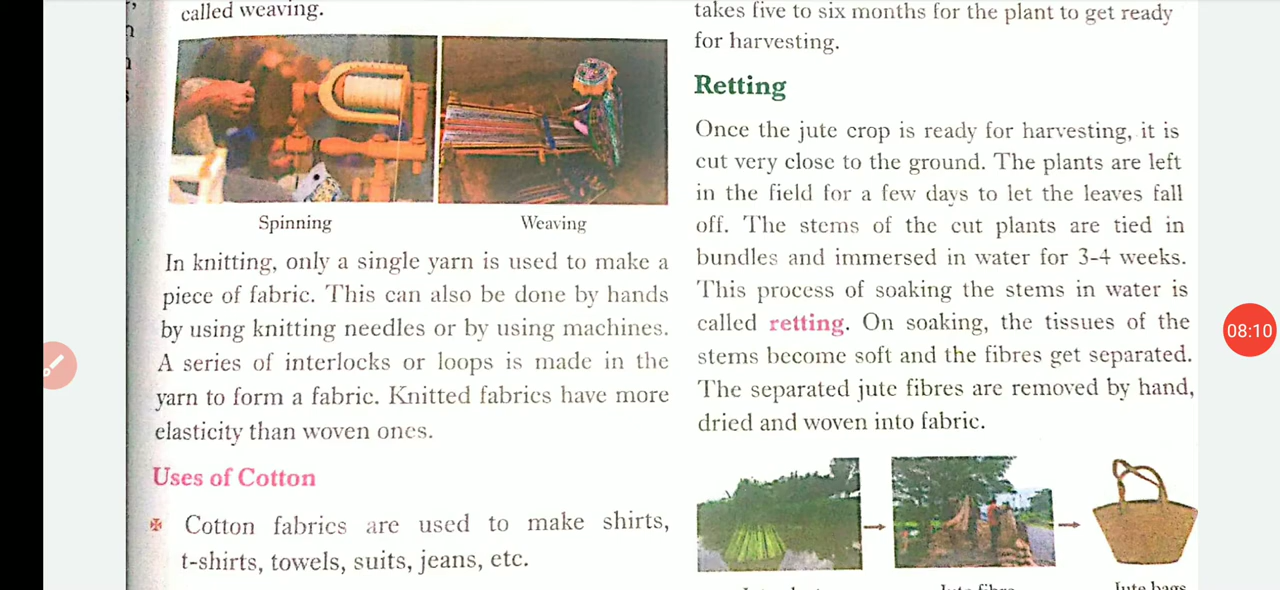 called weaving.
Spinning
Weaving
In knitting, only a single yarn is used to make a
piece of fabric. This can also be done by hands
by using knitting needles or by using machines.
A series of interlocks or loops is made in the
yarn to form a fabric. Knitted fabrics have more
elasticity than woven ones.
Uses of Cotton
Cotton fabrics are used to make shirts,
t-shirts, towels, suits, jeans, etc.
takes five to six months for the plant to get ready
for harvesting.
Retting
Once the jute crop is ready for harvesting, it is
cut very close to the ground. The plants are left
in the field for a few days to let the leaves fall
off. The stems of the cut plants are tied in
bundles and immersed in water for 3-4 weeks.
This process of soaking the stems in water is
called retting. On soaking, the tissues of the
stems become soft and the fibres get separated.
The separated jute fibres are removed by hand,
dried and woven into fabric.
Jute fibre
Jute bags
08:10